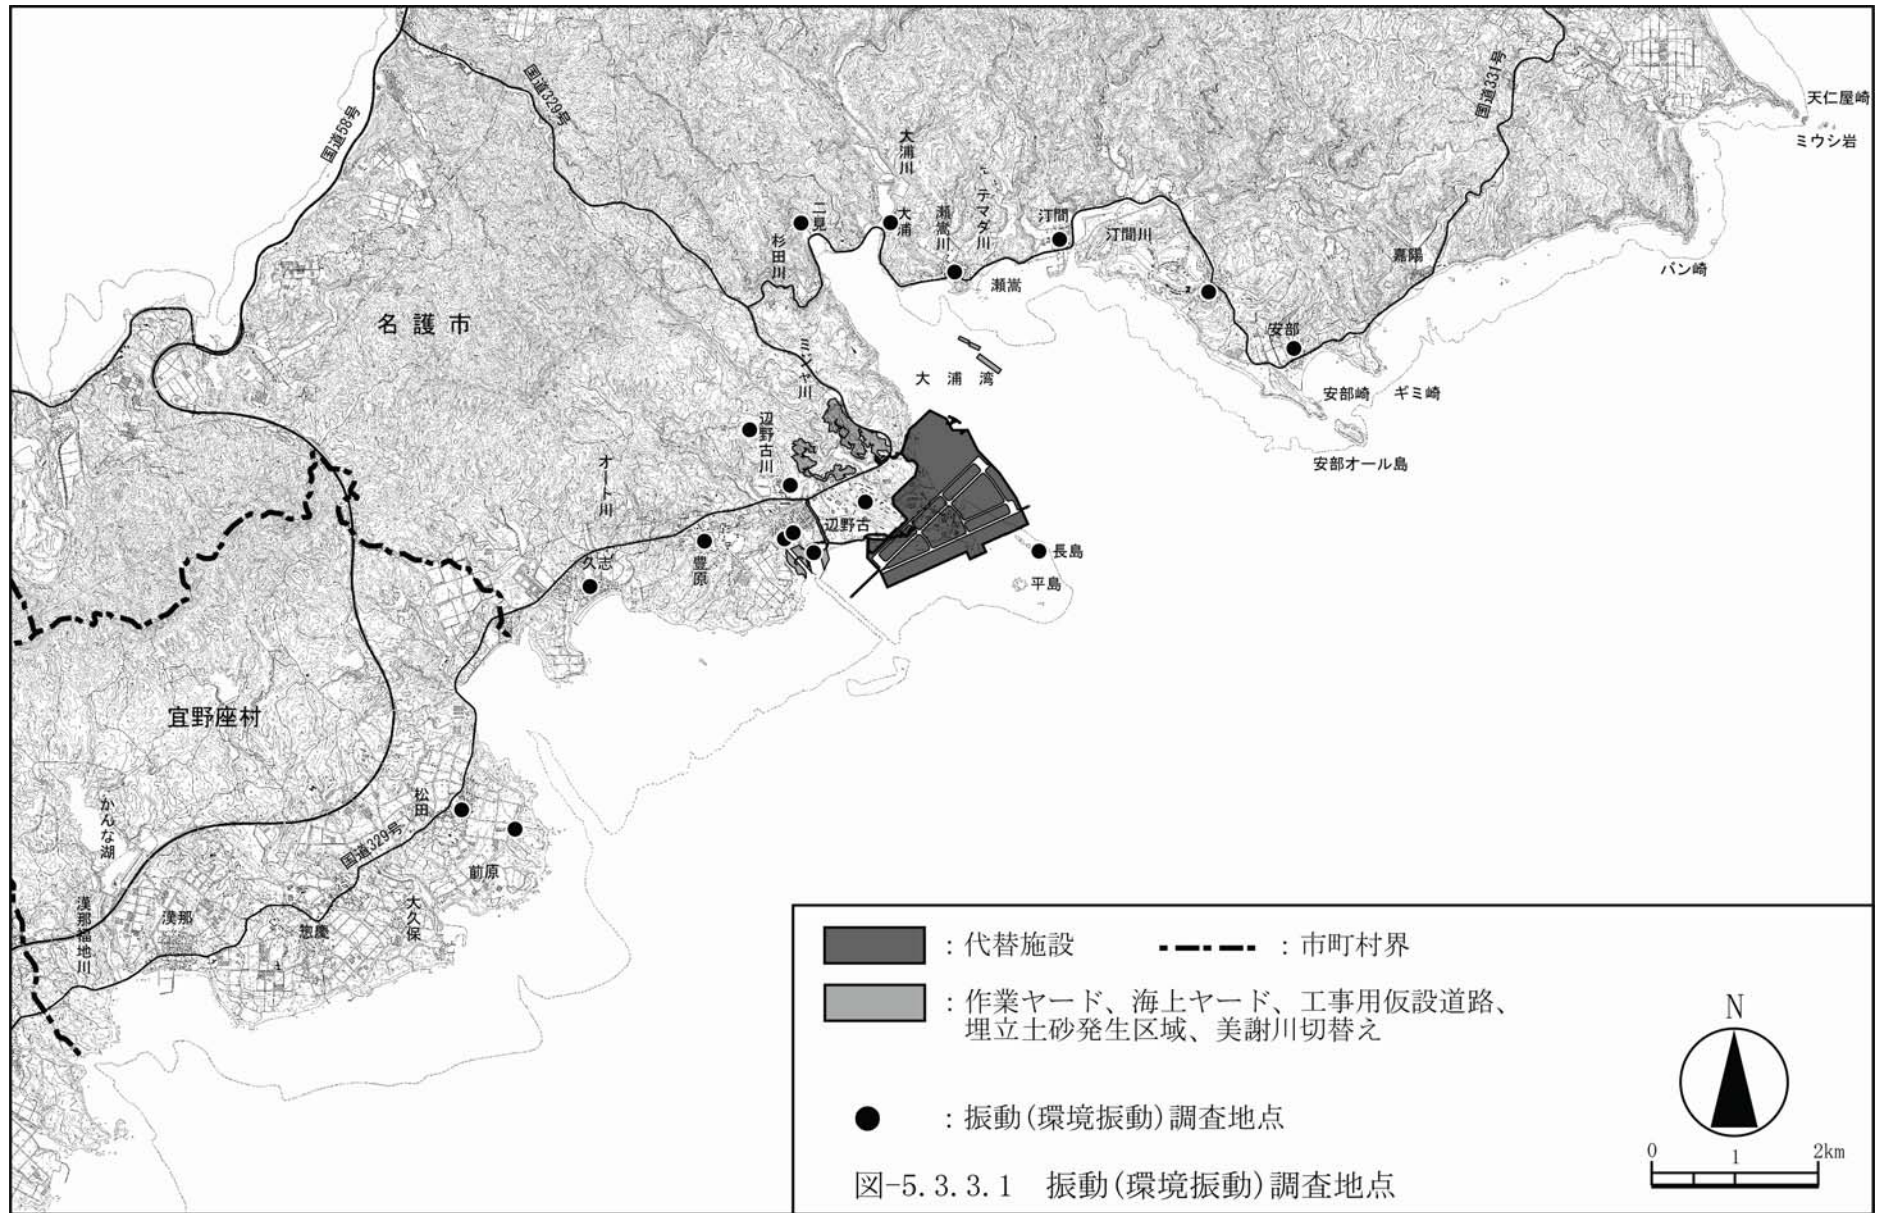 国道58号
国道329号
国道331号
天仁屋崎
ミウシ岩
バン崎
大浦川
テマダ川
瀬嵩川
二見
大浦
杉田川
汀間
汀間川
瀬嵩
嘉陽
安部
名護市
ミジャ川
大浦湾
安部崎
ギミ崎
安部オール島
辺野古川
オート川
辺野古
豊原
久志
長島
平島
宜野座村
かんな湖
松田
国道329号
前原
大久保
惣慶
漢那
漢那福地川
:代替施設
:市町村界
:作業ヤード、海上ヤード、工事用仮設道路、
埋立土砂発生区域、美謝川切替え
:振動(環境振動)調査地点
図-5.3.3.1 振動(環境振動)調査地点
N
0 1 2km